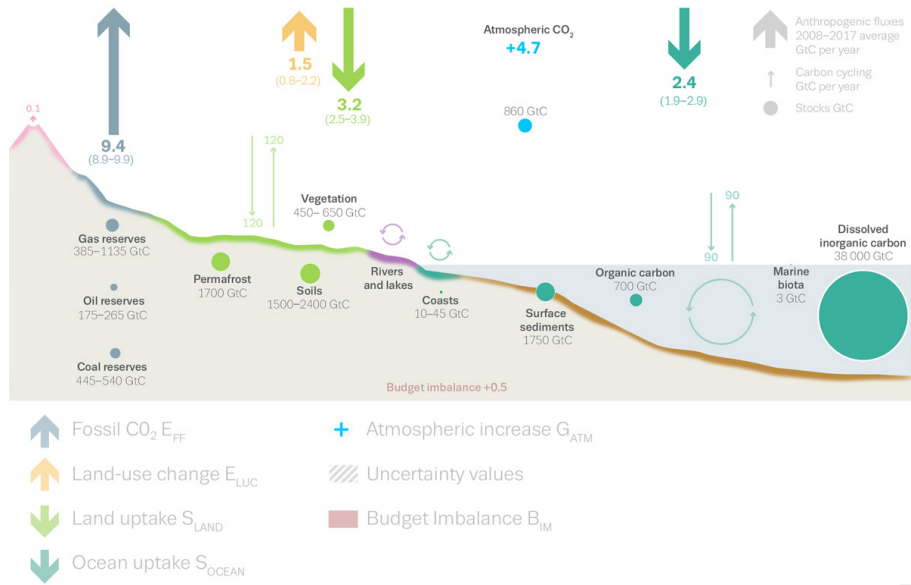 Anthropogenic fluxes
2008–2017 average
GtC per year
Carbon cycling
GtC per year
Stocks GtC
Atmospheric CO₂
+4.7
860 GtC
0.1
9.4
(8.9–9.9)
1.5
(0.8–2.2)
3.2
(2.5–3.9)
2.4
(1.9–2.9)
120
120
90
90
Vegetation
450– 650 GtC
Gas reserves
385–1135 GtC
Permafrost
1700 GtC
Soils
1500–2400 GtC
Rivers
and lakes
Coasts
10–45 GtC
Surface
sediments
1750 GtC
Organic carbon
700 GtC
Marine
biota
3 GtC
Dissolved
inorganic carbon
38 000 GtC
Oil reserves
175–265 GtC
Coal reserves
445–540 GtC
Budget imbalance +0.5
Fossil C0₂ E_FF
Land-use change E_LUC
Land uptake S_LAND
Ocean uptake S_OCEAN
Atmospheric increase G_ATM
Uncertainty values
Budget Imbalance B_IM